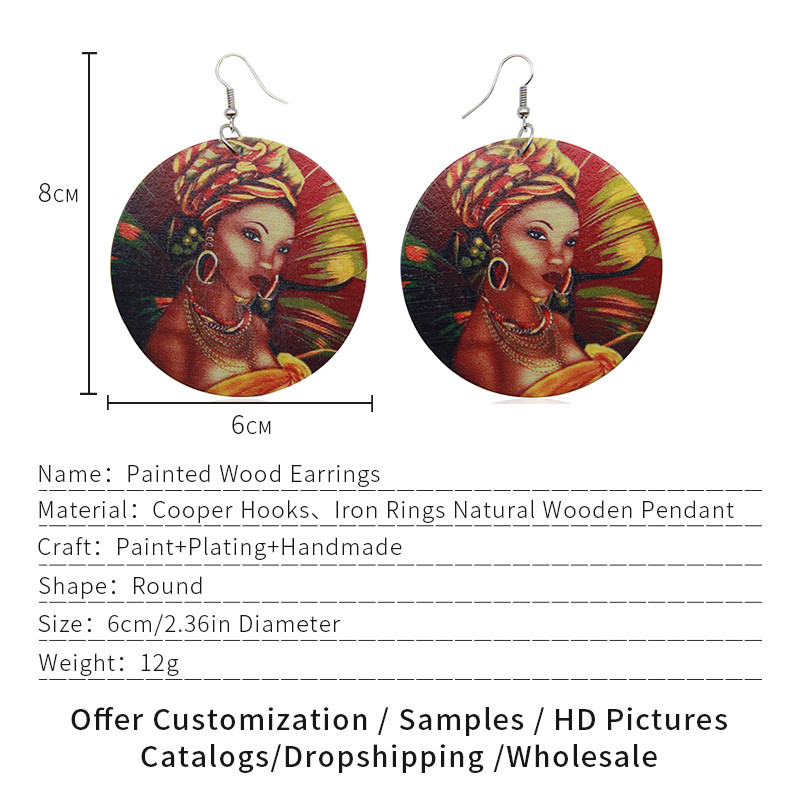 8CM
6CM
Name：Painted Wood Earrings
Material：Cooper Hooks、Iron Rings Natural Wooden Pendant
Craft：Paint+Plating+Handmade
Shape：Round
Size：6cm/2.36in Diameter
Weight：12g
Offer Customization / Samples / HD Pictures
Catalogs/Dropshipping /Wholesale